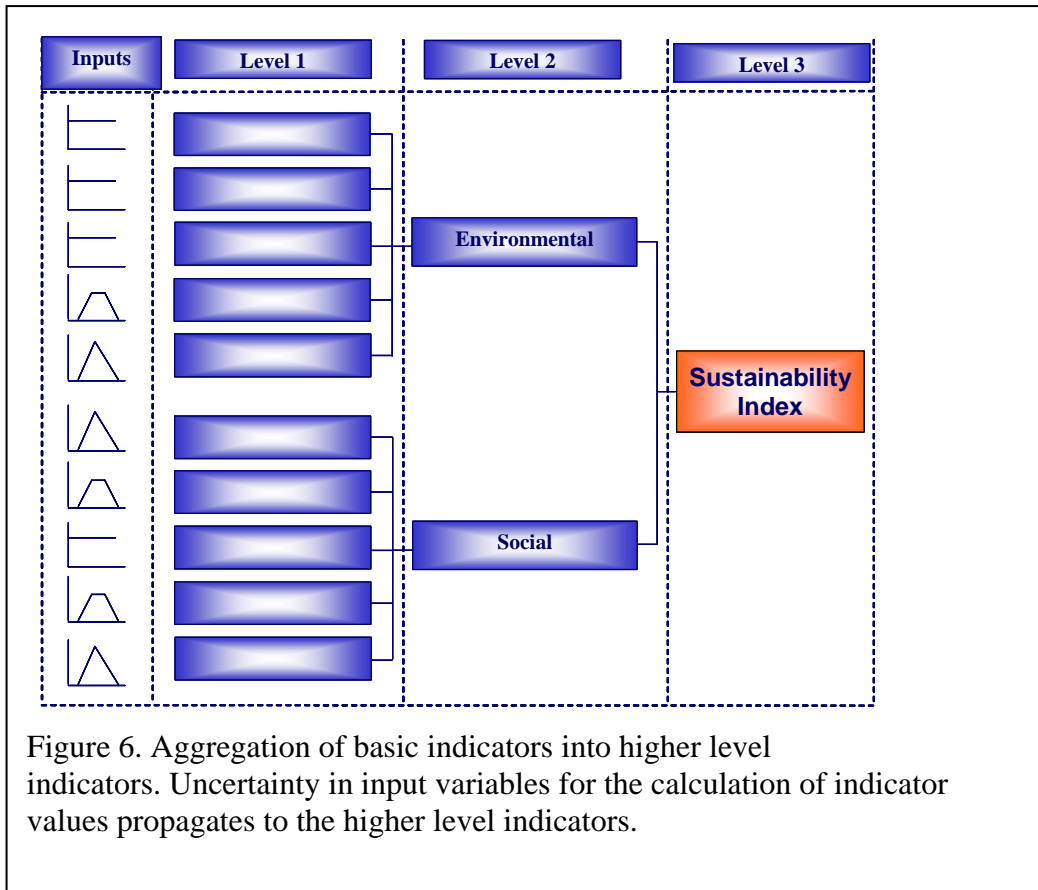 Inputs
Level 1
Level 2
Level 3
Environmental
Sustainability
Index
Social
Figure 6. Aggregation of basic indicators into higher level
indicators. Uncertainty in input variables for the calculation of indicator
values propagates to the higher level indicators.